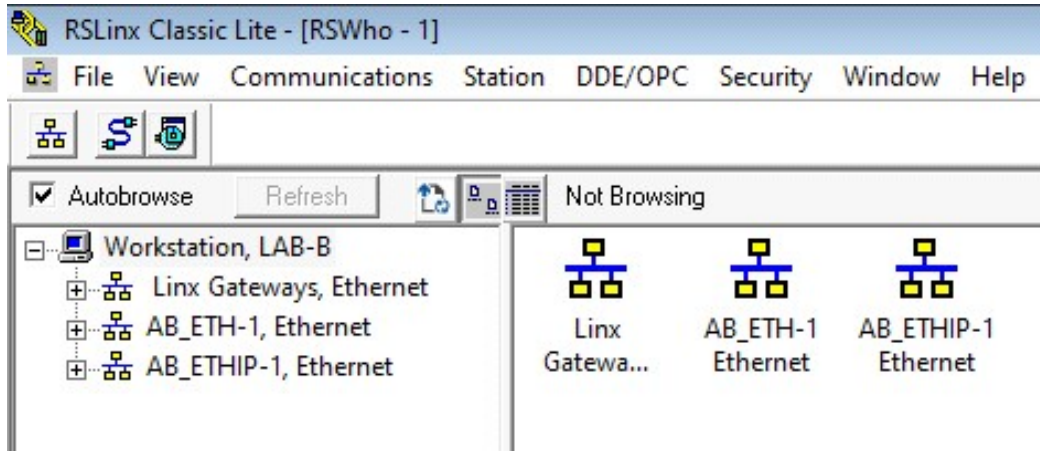 RSLinx Classic Lite - [RSWho - 1]
File View Communications Station DDE/OPC Security Window Help
Autobrowse Refresh Not Browsing
Workstation, LAB-B
Linx Gateways, Ethernet
AB_ETH-1, Ethernet
AB_ETHIP-1, Ethernet
Linx
Gatewa...
AB_ETH-1
Ethernet
AB_ETHIP-1
Ethernet